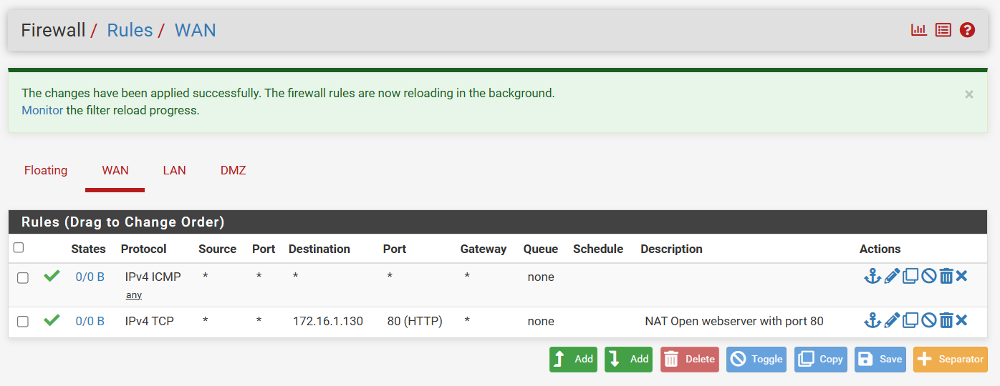 Firewall / Rules / WAN
The changes have been applied successfully. The firewall rules are now reloading in the background.
Monitor the filter reload progress.
×
Floating WAN LAN DMZ
Rules (Drag to Change Order)
States Protocol Source Port Destination Port Gateway Queue Schedule Description Actions
0/0 B IPv4 ICMP * * * * * none
any
0/0 B IPv4 TCP * * 172.16.1.130 80 (HTTP) * none NAT Open webserver with port 80
Add Add Delete Toggle Copy Save Separator